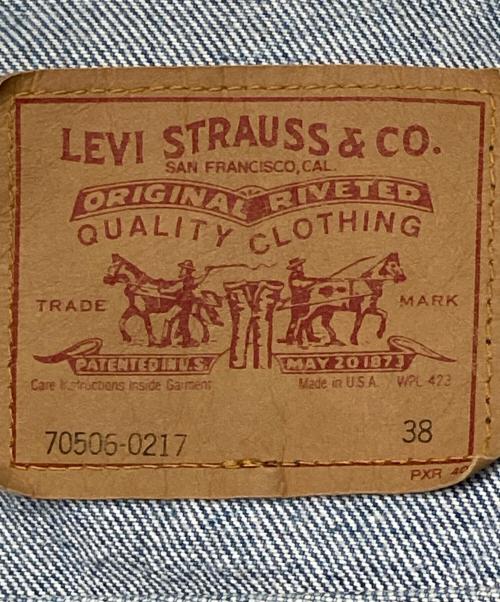 LEVI STRAUSS & CO.
SAN FRANCISCO, CAL.
ORIGINAL RIVETED
QUALITY CLOTHING
TRADE MARK
PATENTED IN U.S. MAY 20 1873
Care Instructions Inside Garment Made in U.S.A. WPL 423
70506-0217 38
PXR